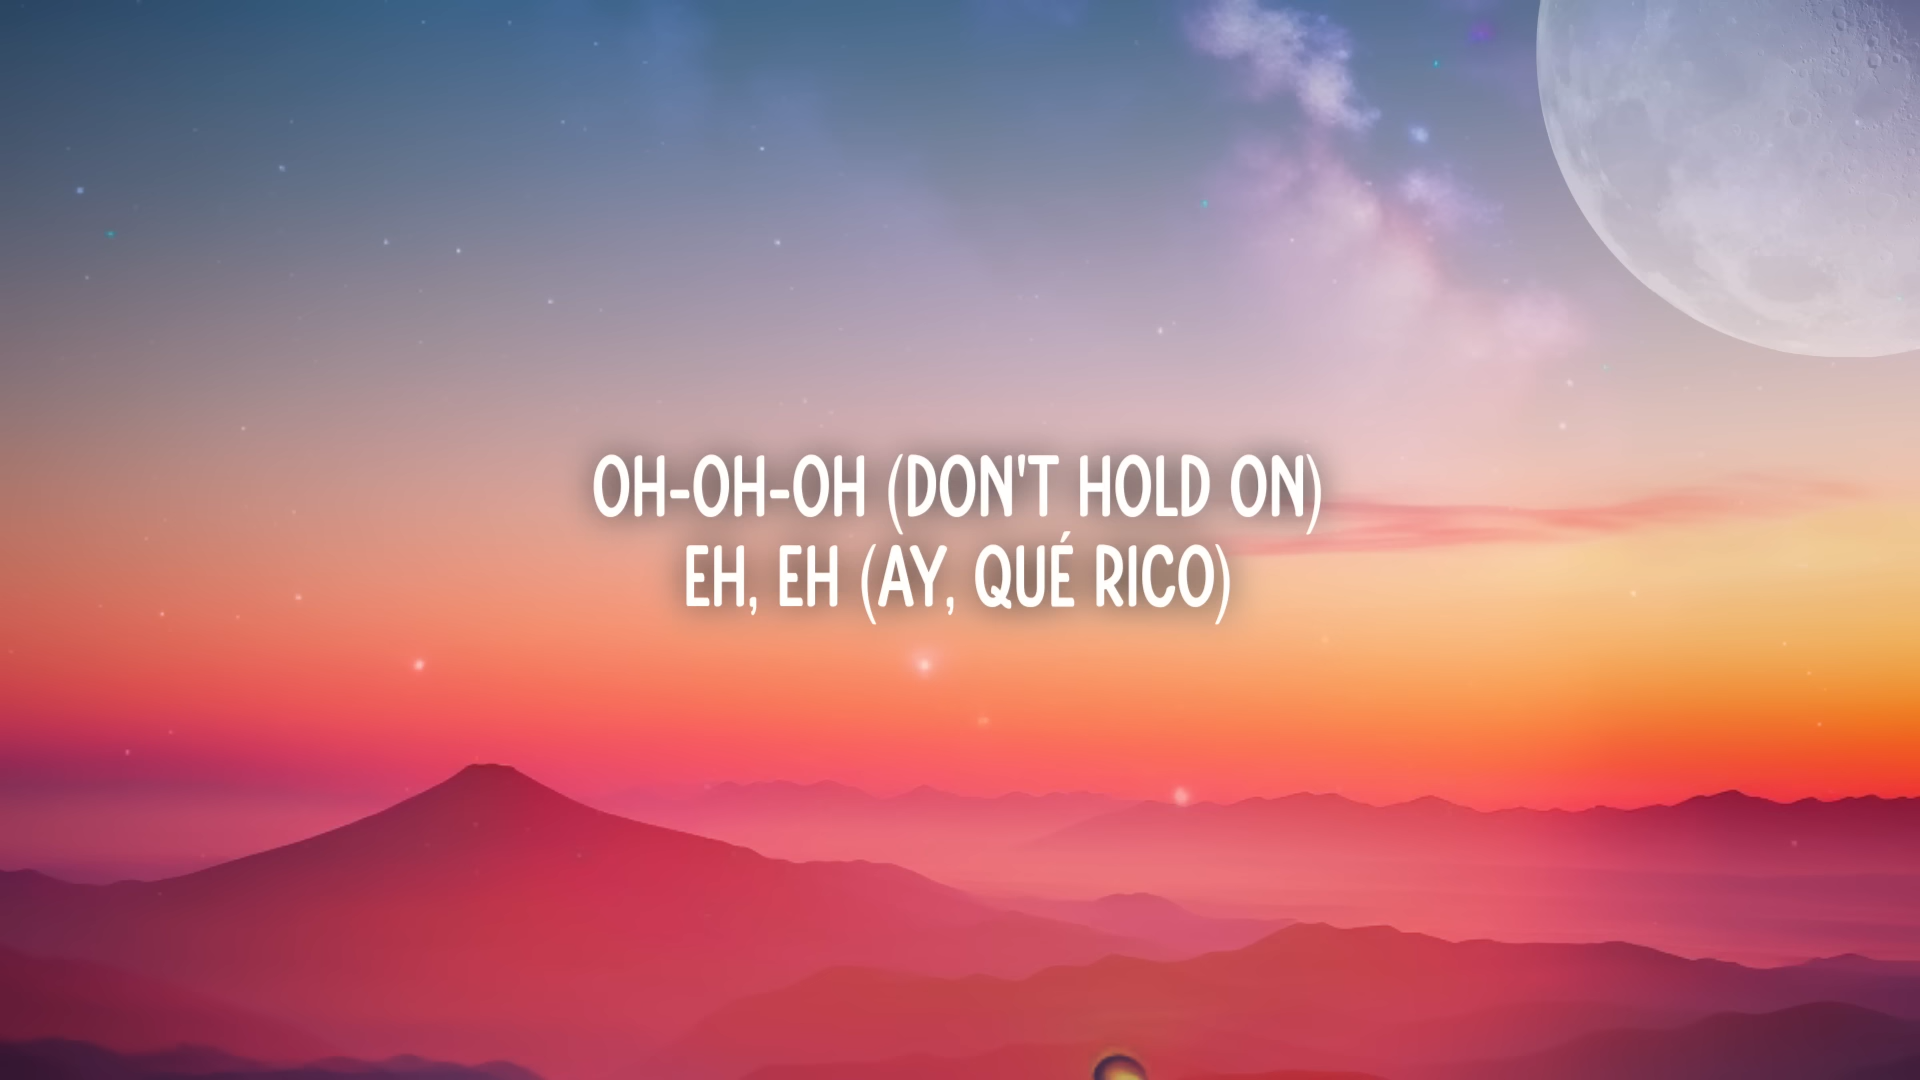 OH-OH-OH (DON'T HOLD ON)
EH, EH (AY, QUÉ RICO)